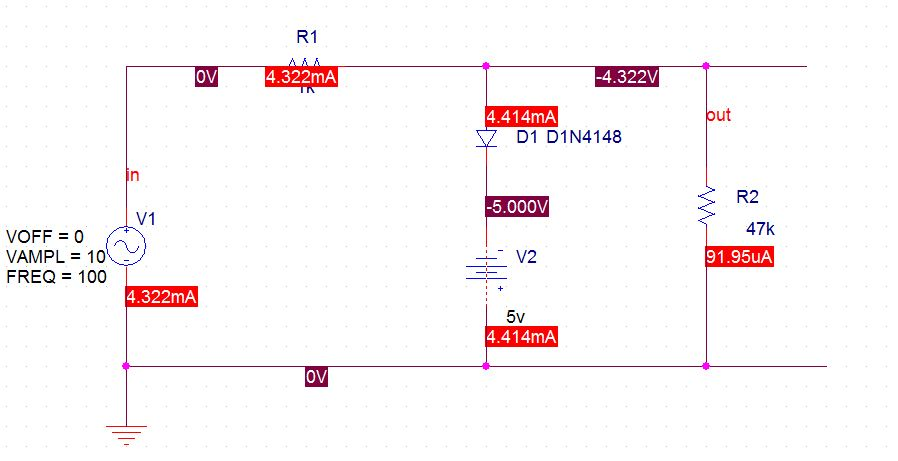 R1
0V
4.322mA
1k
-4.322V
4.414mA
out
D1 D1N4148
in
-5.000V
R2
V1
47k
VOFF = 0
VAMPL = 10
FREQ = 100
V2
91.95uA
4.322mA
5v
4.414mA
0V